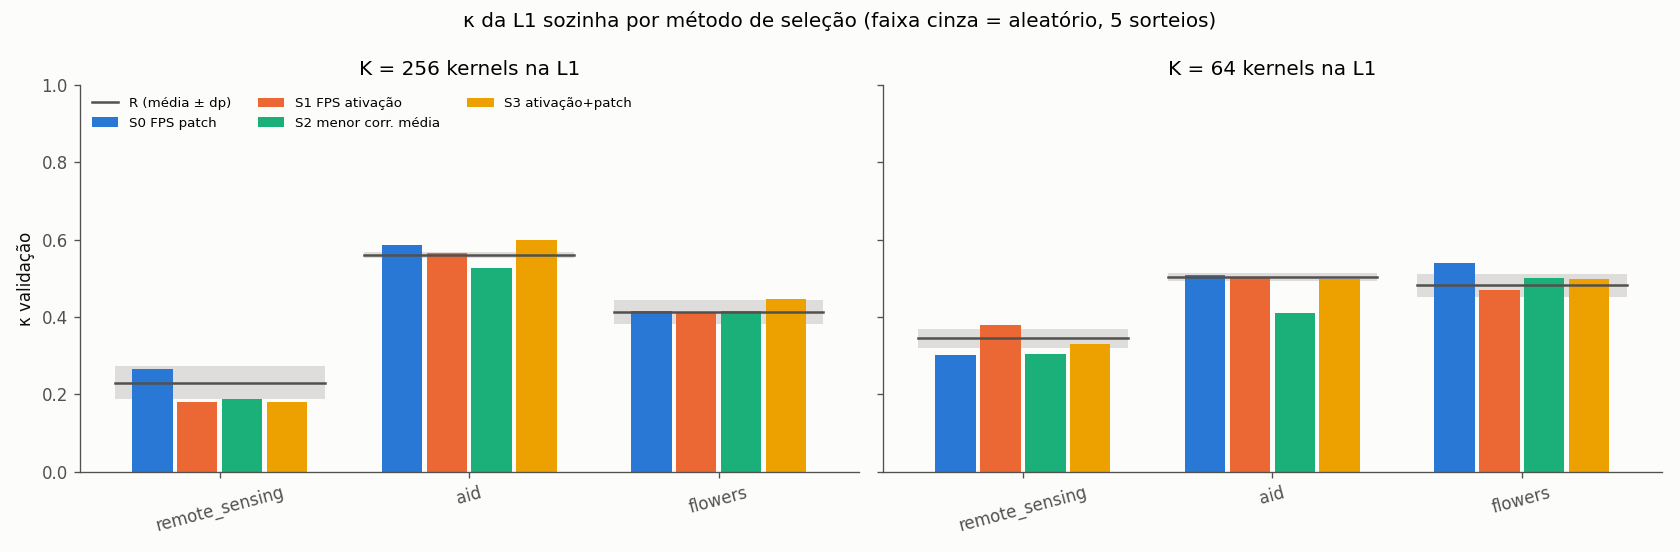 κ da L1 sozinha por método de seleção (faixa cinza = aleatório, 5 sorteios)
K = 256 kernels na L1
R (média ± dp)
S0 FPS patch
S1 FPS ativação
S2 menor corr. média
S3 ativação+patch
κ validação
1.0
0.8
0.6
0.4
0.2
0.0
remote_sensing
aid
flowers
K = 64 kernels na L1
remote_sensing
aid
flowers